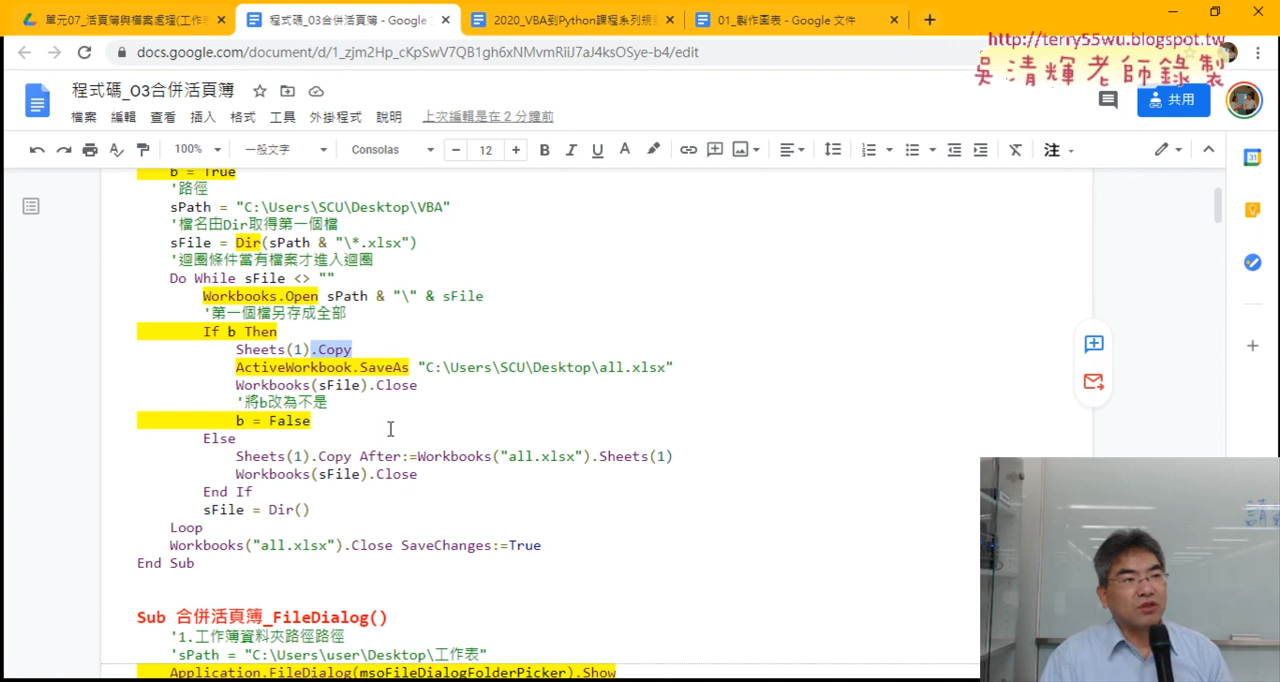 單元07_活頁簿與檔案處理(工作表
程式碼_03合併活頁簿 - Google
2020_VBA到Python課程系列規
01_製作圖表 - Google 文件
docs.google.com/document/d/1_zjm2Hp_cKpSwV7QB1gh6xNMvmRiiJ7aJ4ksOSye-b4/edit
http://terry55wu.blogspot.tw
吳清輝老師錄製
程式碼_03合併活頁簿
共用
檔案 編輯 查看 插入 格式 工具 外掛程式 說明 上次編輯是在 2 分鐘前
100% 一般文字 Consolas 12 B I U A 注
b = True
'路徑
sPath = "C:\Users\SCU\Desktop\VBA"
'檔名由Dir取得第一個檔
sFile = Dir(sPath & "\*.xlsx")
'迴圈條件當有檔案才進入迴圈
Do While sFile <> ""
Workbooks.Open sPath & "\" & sFile
'第一個檔另存成全部
If b Then
Sheets(1).Copy
ActiveWorkbook.SaveAs "C:\Users\SCU\Desktop\all.xlsx"
Workbooks(sFile).Close
'將b改為不是
b = False
Else
Sheets(1).Copy After:=Workbooks("all.xlsx").Sheets(1)
Workbooks(sFile).Close
End If
sFile = Dir()
Loop
Workbooks("all.xlsx").Close SaveChanges:=True
End Sub
Sub 合併活頁簿_FileDialog()
'1.工作簿資料夾路徑路徑
'sPath = "C:\Users\user\Desktop\工作表"
Application.FileDialog(msoFileDialogFolderPicker).Show
31
請